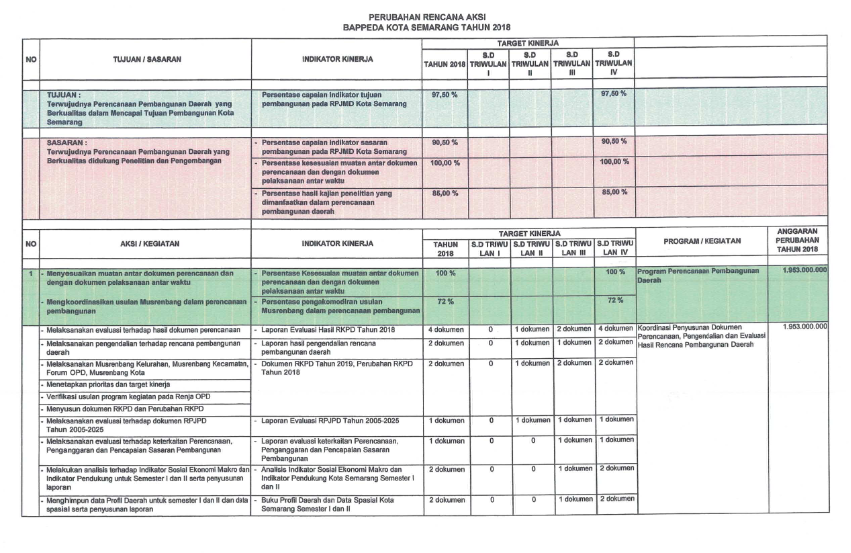 PERUBAHAN RENCANA AKSI
BAPPEDA KOTA SEMARANG TAHUN 2018
NO TUJUAN / SASARAN INDIKATOR KINERJA TARGET KINERJA
TAHUN 2018 S.D TRIWULAN I S.D TRIWULAN II S.D TRIWULAN III S.D TRIWULAN IV
TUJUAN : - Persentase capaian indikator tujuan 97,50 % 97,50 %
Terwujudnya Perencanaan Pembangunan Daerah yang pembangunan pada RPJMD Kota Semarang
Berkualitas dalam Mencapai Tujuan Pembangunan Kota
Semarang
SASARAN : - Persentase capaian indikator sasaran 90,50 % 90,50 %
Terwujudnya Perencanaan Pembangunan Daerah yang pembangunan pada RPJMD Kota Semarang
Berkualitas didukung Penelitian dan Pengembangan - Persentase kesesuaian muatan antar dokumen 100,00 % 100,00 %
perencanaan dan dengan dokumen
pelaksanaan antar waktu
- Persentase hasil kajian penelitian yang 85,00 % 85,00 %
dimanfaatkan dalam perencanaan
pembangunan daerah
NO AKSI / KEGIATAN INDIKATOR KINERJA TARGET KINERJA PROGRAM / KEGIATAN ANGGARAN PERUBAHAN TAHUN 2018
TAHUN 2018 S.D TRIWU LAN I S.D TRIWU LAN II S.D TRIWU LAN III S.D TRIWU LAN IV
1 - Menyesuaikan muatan antar dokumen perencanaan dan - Persentase Kesesuaian muatan antar dokumen 100 % 100 % Program Perencanaan Pembangunan 1.953.000.000
dengan dokumen pelaksanaan antar waktu perencanaan dan dengan dokumen Daerah
pelaksanaan antar waktu
- Mengkoordinasikan usulan Musrenbang dalam perencanaan - Persentase pengakomodiran usulan 72 % 72 %
pembangunan Musrenbang dalam perencanaan pembangunan
- Melaksanakan evaluasi terhadap hasil dokumen perencanaan - Laporan Evaluasi Hasil RKPD Tahun 2018 4 dokumen 0 1 dokumen 2 dokumen 4 dokumen Koordinasi Penyusunan Dokumen 1.953.000.000
Perencanaan, Pengendalian dan Evaluasi
- Melaksanakan pengendalian terhadap rencana pembangunan - Laporan hasil pengendalian rencana 2 dokumen 0 1 dokumen 2 dokumen 2 dokumen Hasil Rencana Pembangunan Daerah
daerah pembangunan daerah
- Melaksanakan Musrenbang Kelurahan, Musrenbang Kecamatan, - Dokumen RKPD Tahun 2019, Perubahan RKPD 2 dokumen 0 1 dokumen 2 dokumen 2 dokumen
Forum OPD, Musrenbang Kota Tahun 2018
- Menetapkan prioritas dan target kinerja
- Verifikasi usulan program kegiatan pada Renja OPD
- Menyusun dokumen RKPD dan Perubahan RKPD
- Melaksanakan evaluasi terhadap dokumen RPJPD - Laporan Evaluasi RPJPD Tahun 2005-2025 1 dokumen 0 1 dokumen 1 dokumen 1 dokumen
Tahun 2005-2025
- Melaksanakan evaluasi terhadap keterkaitan Perencanaan, - Laporan evaluasi keterkaitan Perencanaan, 1 dokumen 0 0 1 dokumen 1 dokumen
Penganggaran dan Pencapaian Sasaran Pembangunan Penganggaran dan Pencapaian Sasaran
Pembangunan
- Melakukan analisis terhadap Indikator Sosial Ekonomi Makro dan - Analisis Indikator Sosial Ekonomi Makro dan 2 dokumen 0 0 1 dokumen 2 dokumen
Indikator Pendukung untuk Semester I dan II serta penyusunan Indikator Pendukung Kota Semarang Semester I
laporan dan II
- Menghimpun data Profil Daerah untuk semester I dan II dan data - Buku Profil Daerah dan Data Spasial Kota 2 dokumen 0 0 1 dokumen 2 dokumen
spasial serta penyusunan laporan Semarang Semester I dan II